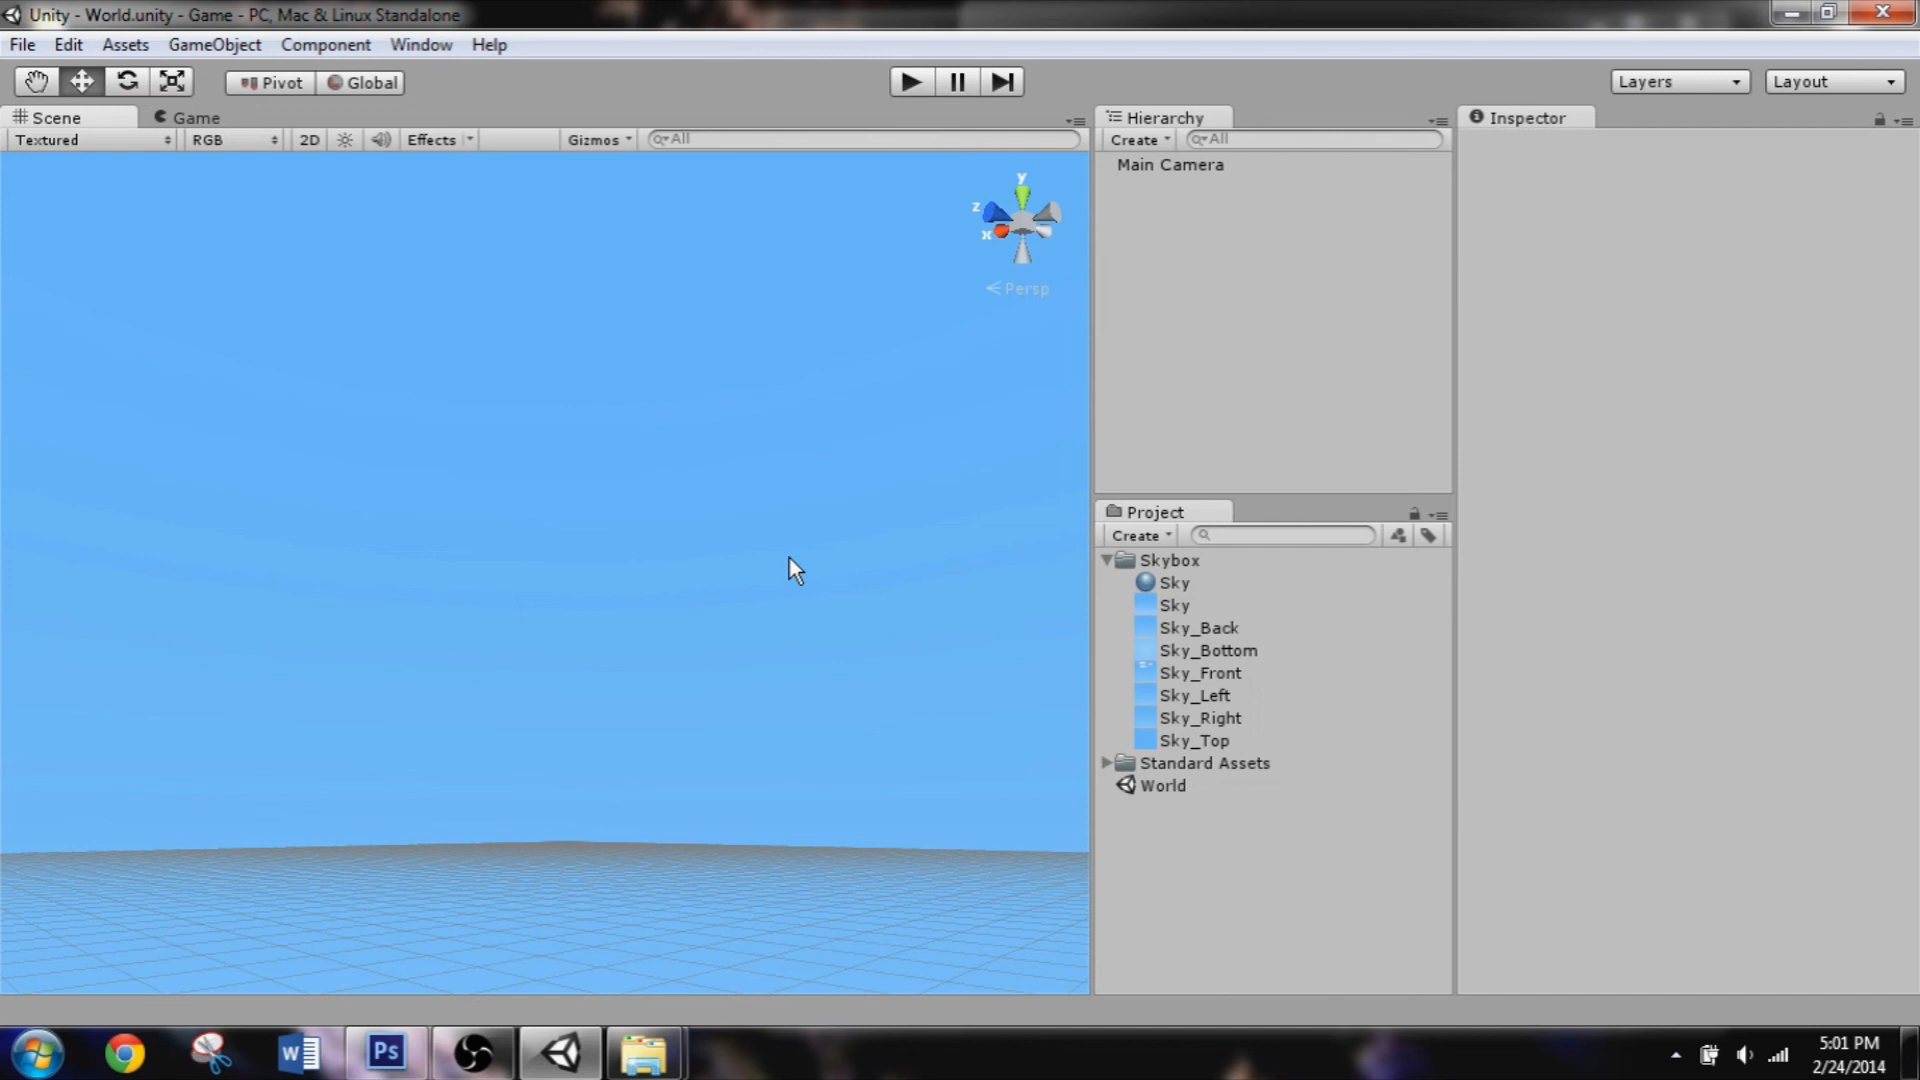 Unity - World.unity - Game - PC, Mac & Linux Standalone
File Edit Assets GameObject Component Window Help
Pivot Global Layers Layout
Scene Game Hierarchy Inspector
Textured RGB 2D Effects Gizmos All Create All
Main Camera
y
z
x
Persp
Project
Create
Skybox
Sky
Sky
Sky_Back
Sky_Bottom
Sky_Front
Sky_Left
Sky_Right
Sky_Top
Standard Assets
World
W Ps
5:01 PM
2/24/2014